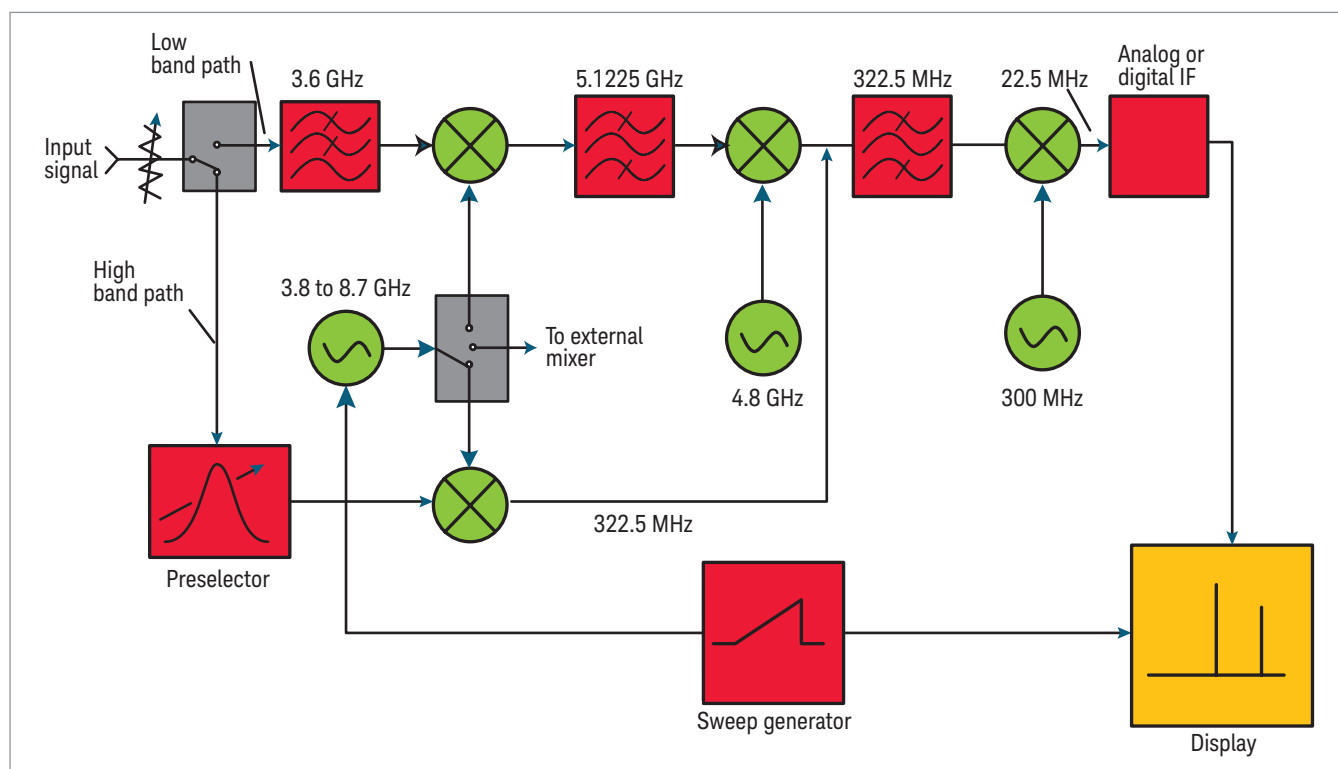 Low
band path
3.6 GHz
5.1225 GHz
322.5 MHz
22.5 MHz
Analog or
digital IF
Input
signal
High
band path
3.8 to 8.7 GHz
To external
mixer
4.8 GHz
300 MHz
322.5 MHz
Preselector
Sweep generator
Display